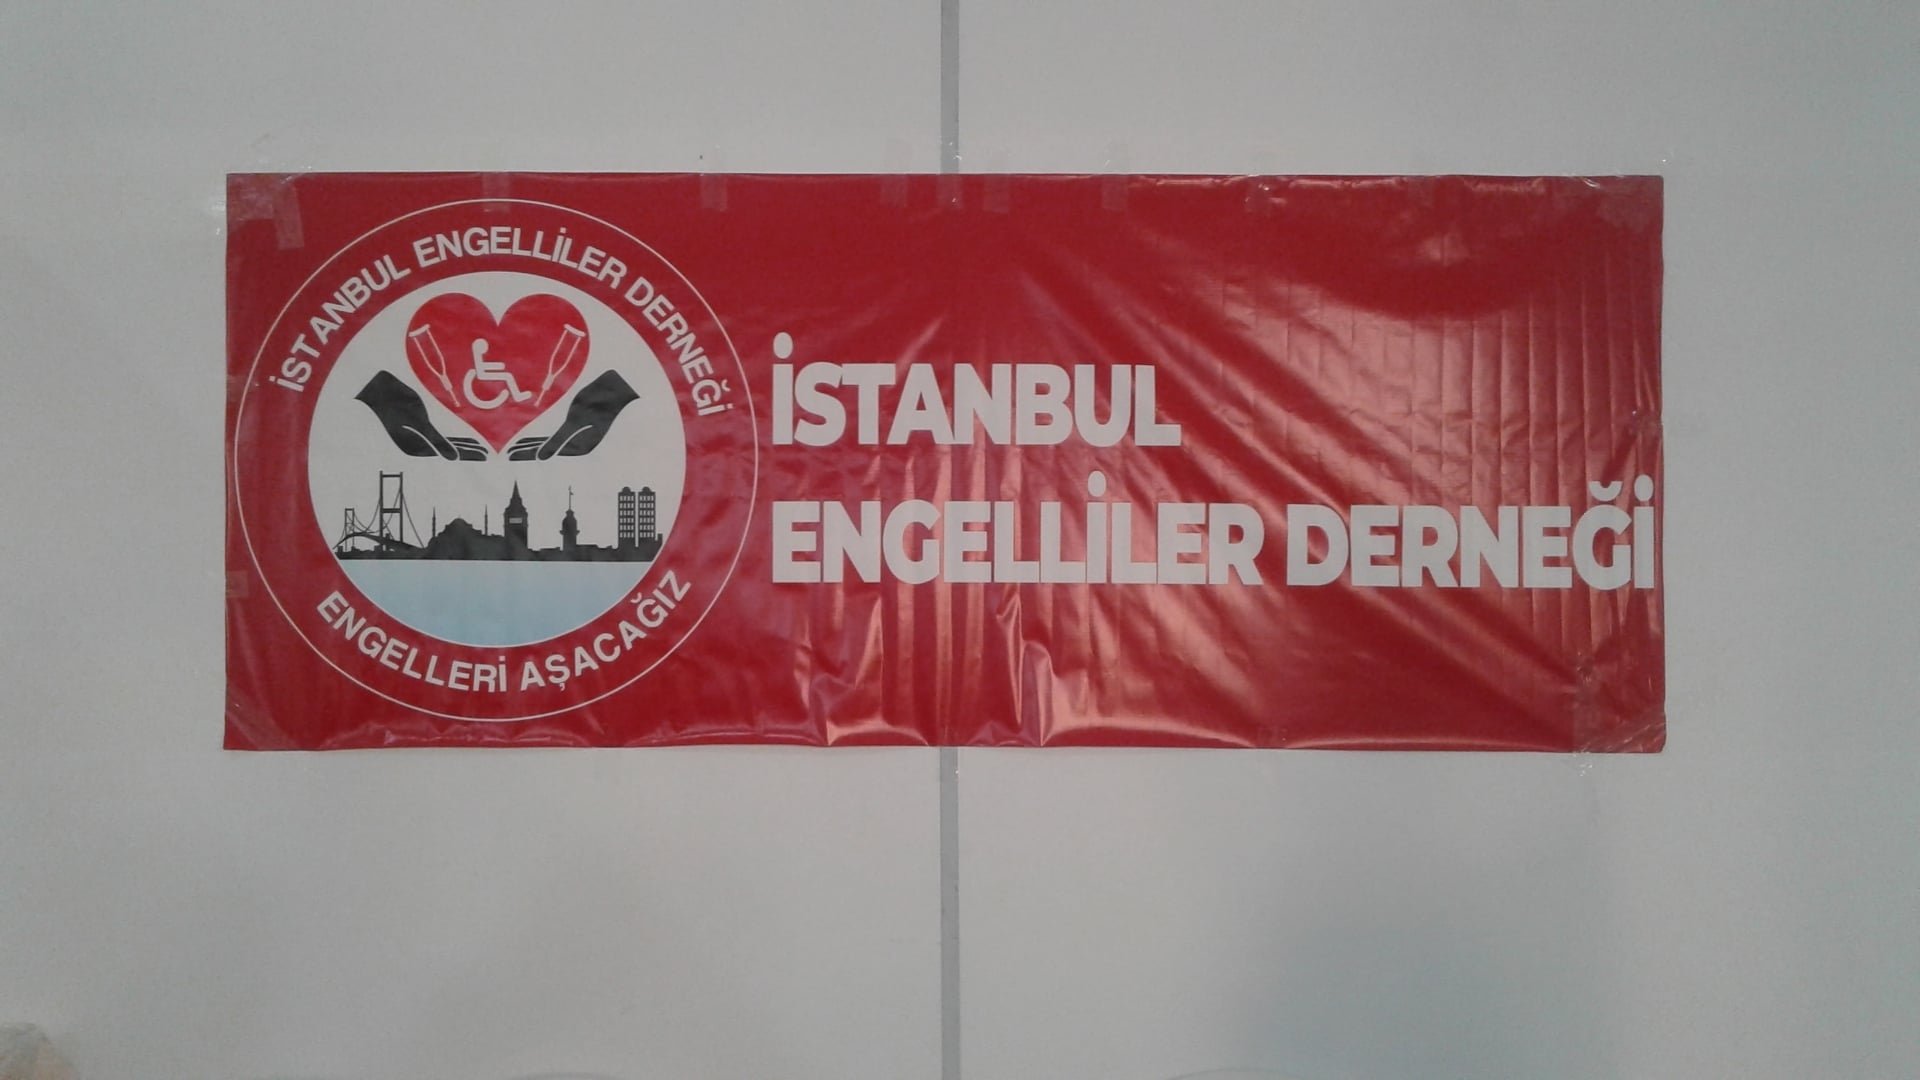 İSTANBUL ENGELLİLER DERNEĞİ
ENGELLERİ AŞACAĞIZ
İSTANBUL
ENGELLİLER DERNEĞİ